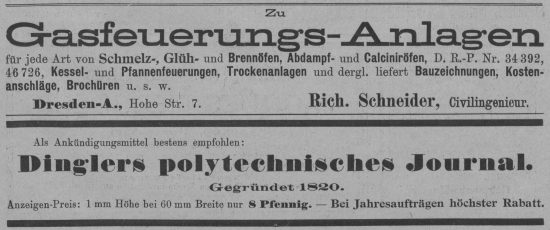 Zu
Gasfeuerungs-Anlagen
für jede Art von Schmelz-, Glüh- und Brennöfen, Abdampf- und Calciniröfen, D. R.-P. Nr. 34 392,
46 726, Kessel- und Pfannenfeuerungen, Trockenanlagen und dergl. liefert Bauzeichnungen, Kosten-
anschläge, Brochüren u. s. w.
Dresden-A., Hohe Str. 7. Rich. Schneider, Civilingenieur.
Als Ankündigungsmittel bestens empfohlen:
Dinglers polytechnisches Journal.
Gegründet 1820.
Anzeigen-Preis: 1 mm Höhe bei 60 mm Breite nur 8 Pfennig. — Bei Jahresaufträgen höchster Rabatt.